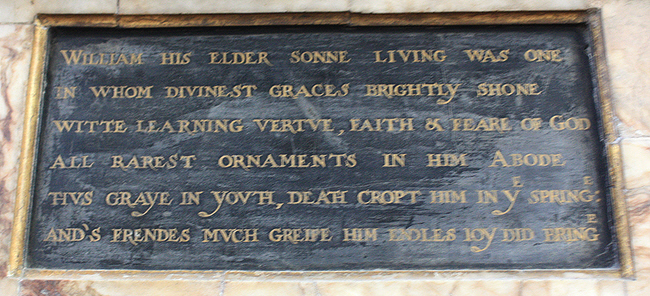 William his elder sonne living was one
in whom divinest graces brightly shone
witte learning vertve, faith & feare of God
all rarest ornaments in him Abode
thvs grave in yovth, death cropt him in yᵉ springᵉ
and's frendes mvch greife him ioy did bringᵉ